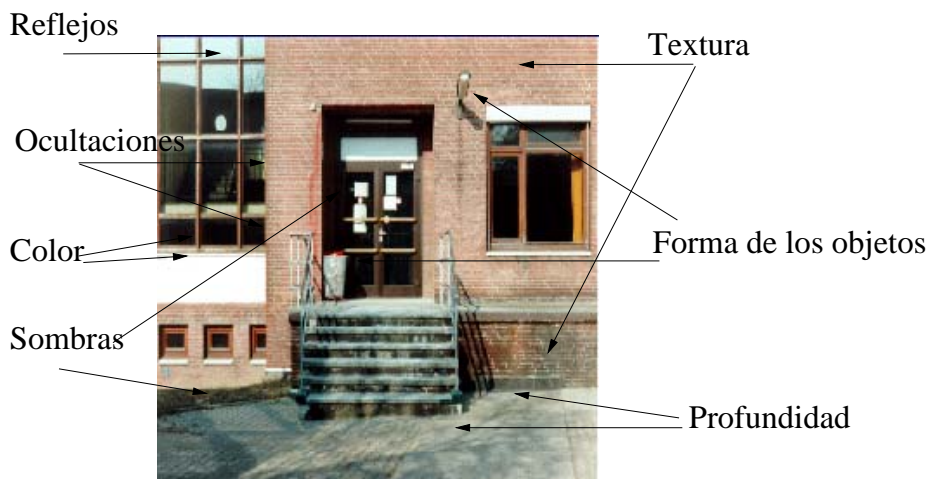 Reflejos
Textura
Ocultaciones
Color
Forma de los objetos
Sombras
Profundidad